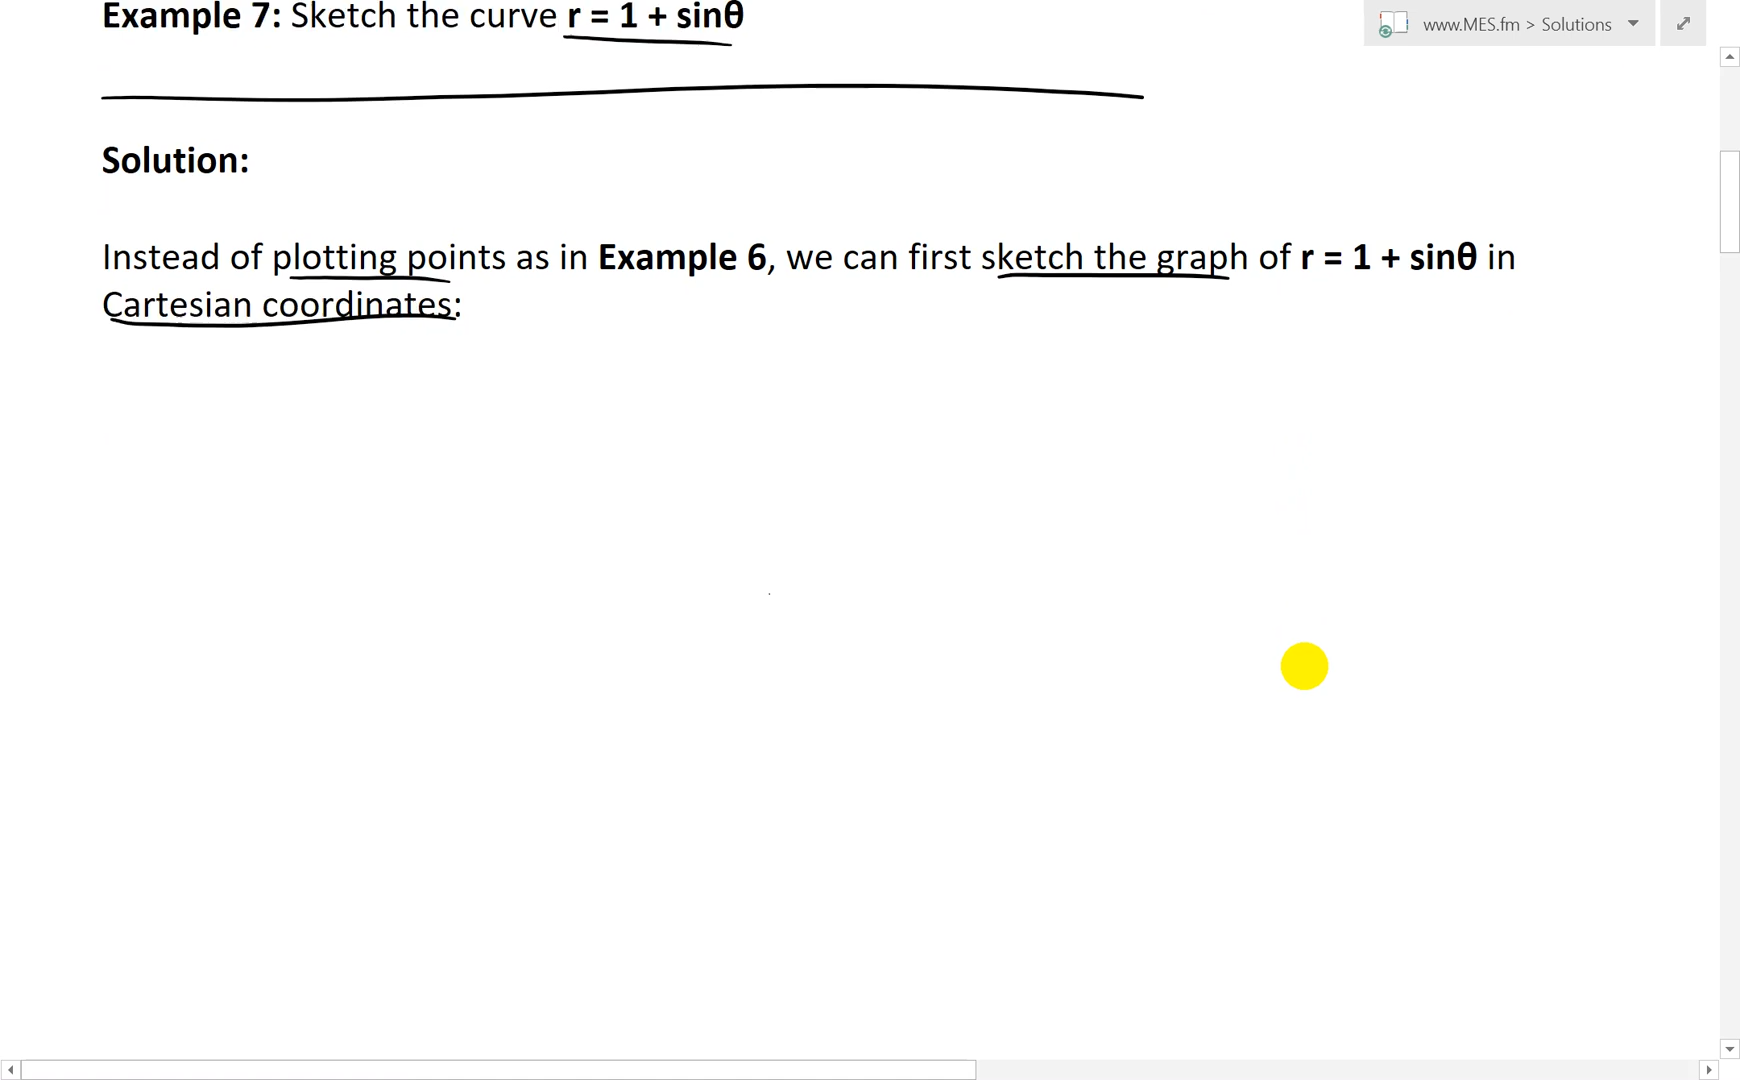 Example 7: Sketch the curve r = 1 + sinθ
www.MES.fm > Solutions
Solution:
Instead of plotting points as in Example 6, we can first sketch the graph of r = 1 + sinθ in
Cartesian coordinates: